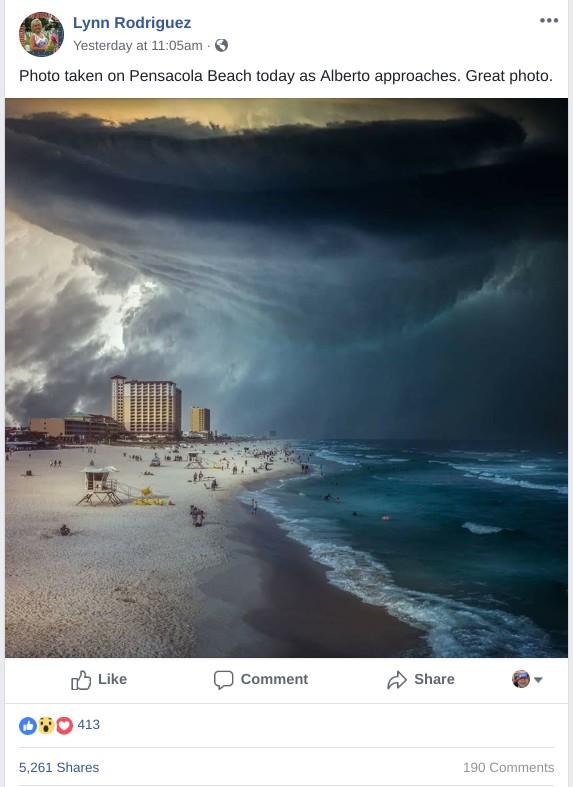 Lynn Rodriguez
Yesterday at 11:05am ·
Photo taken on Pensacola Beach today as Alberto approaches. Great photo.
Like Comment Share
413
5,261 Shares 190 Comments